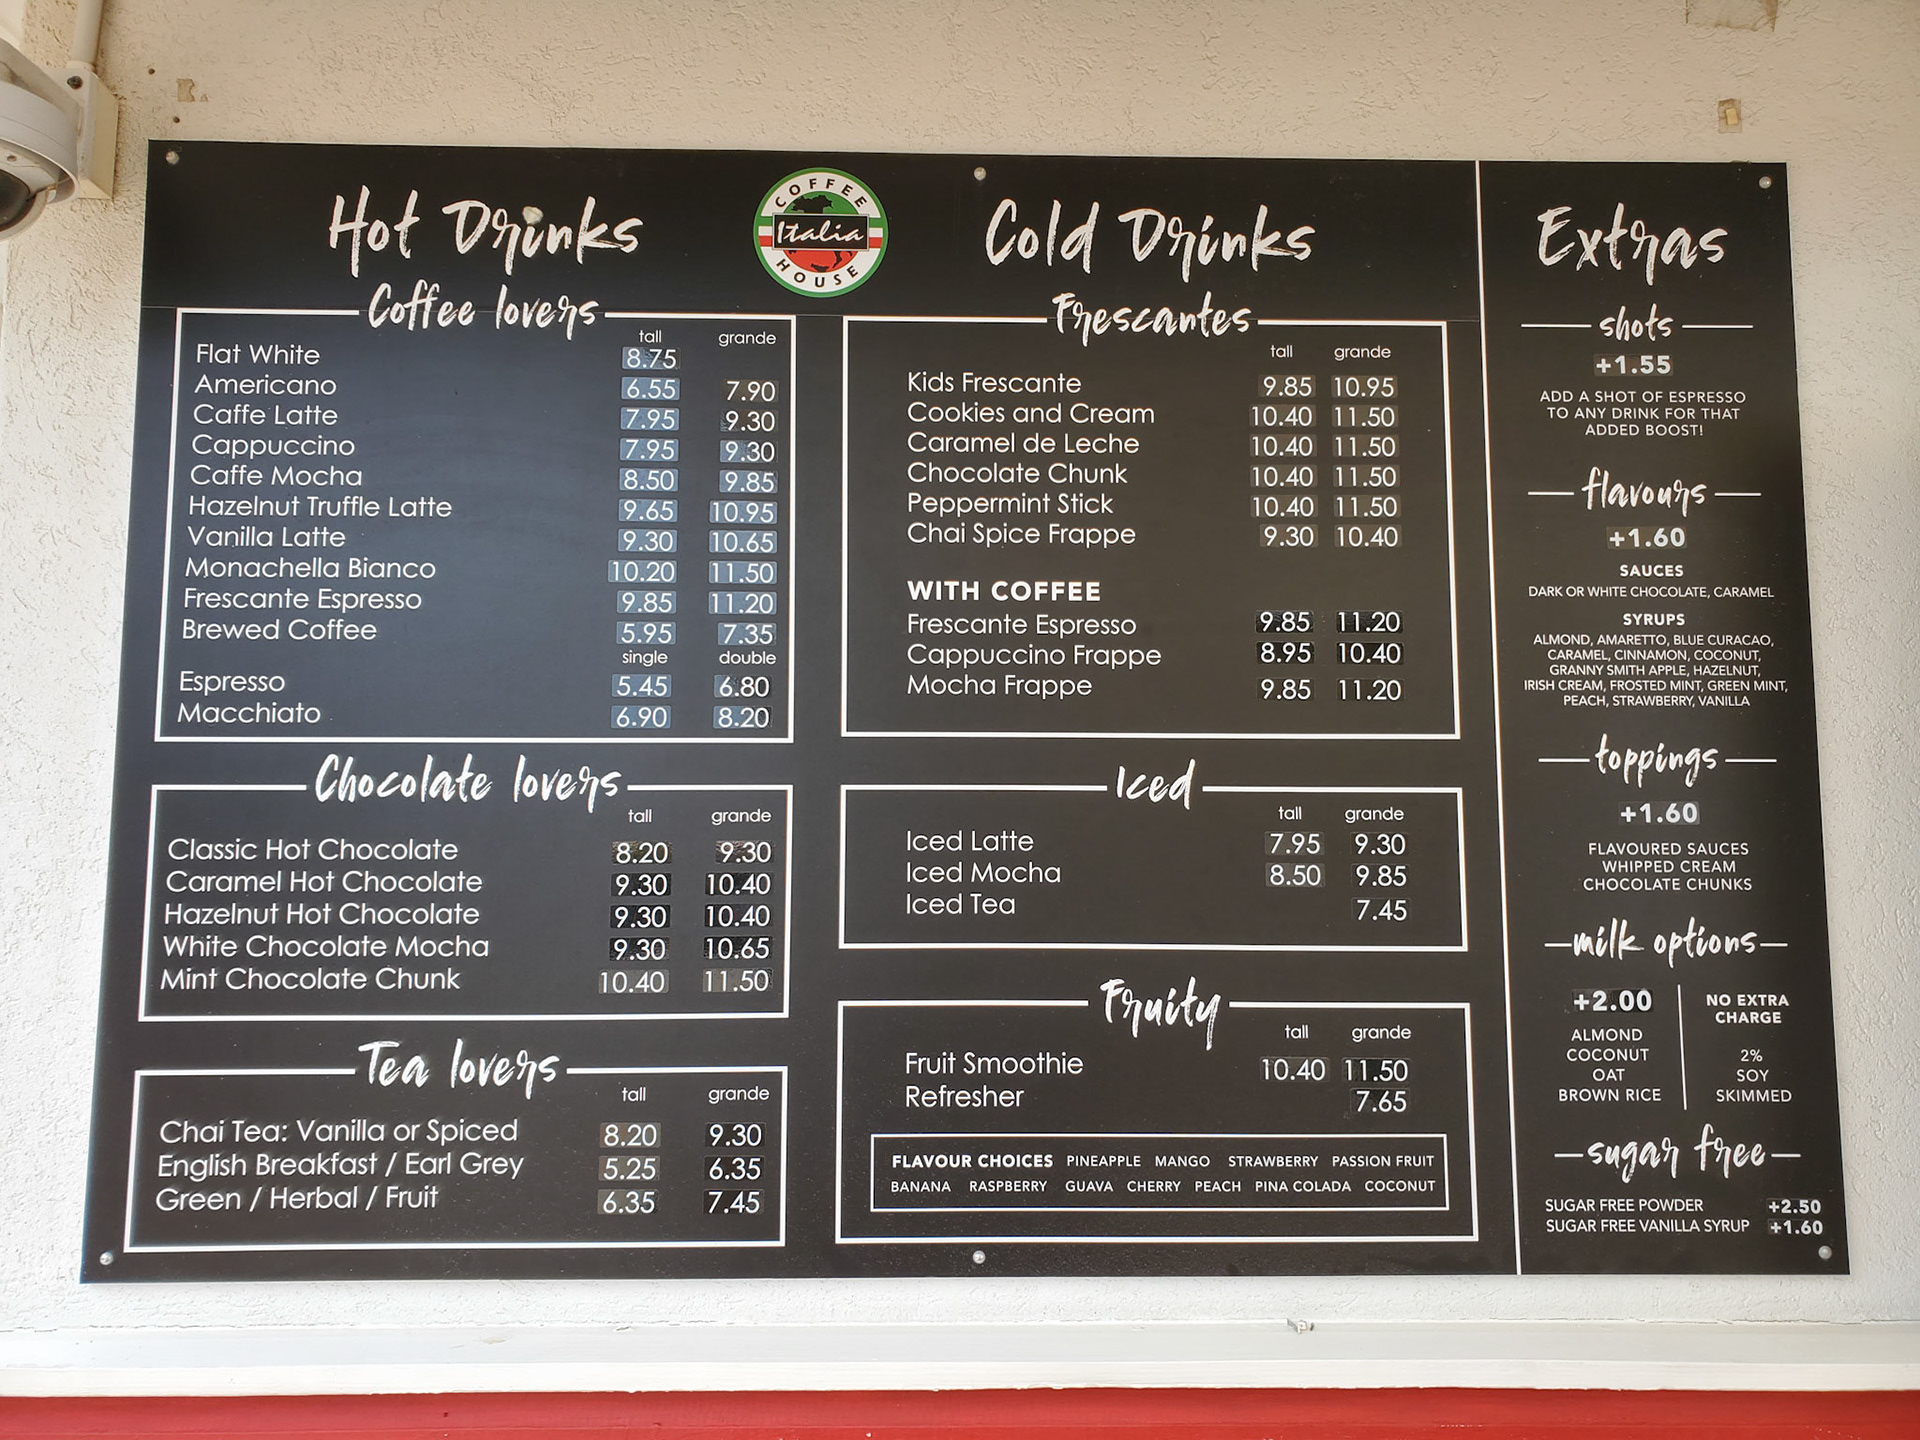 Hot Drinks
COFFEE
Italia
HOUSE
Cold Drinks
Extras
Coffee lovers
tall grande
Flat White 8.75
Americano 6.55 7.90
Caffe Latte 7.95 9.30
Cappuccino 7.95 9.30
Caffe Mocha 8.50 9.85
Hazelnut Truffle Latte 9.65 10.95
Vanilla Latte 9.30 10.65
Monachella Bianco 10.20 11.50
Frescante Espresso 9.85 11.20
Brewed Coffee 5.95 7.35
single double
Espresso 5.45 6.80
Macchiato 6.90 8.20
Chocolate lovers
tall grande
Classic Hot Chocolate 8.20 9.30
Caramel Hot Chocolate 9.30 10.40
Hazelnut Hot Chocolate 9.30 10.40
White Chocolate Mocha 9.30 10.65
Mint Chocolate Chunk 10.40 11.50
Tea lovers
tall grande
Chai Tea: Vanilla or Spiced 8.20 9.30
English Breakfast / Earl Grey 5.25 6.35
Green / Herbal / Fruit 6.35 7.45
Frescantes
tall grande
Kids Frescante 9.85 10.95
Cookies and Cream 10.40 11.50
Caramel de Leche 10.40 11.50
Chocolate Chunk 10.40 11.50
Peppermint Stick 10.40 11.50
Chai Spice Frappe 9.30 10.40
WITH COFFEE
Frescante Espresso 9.85 11.20
Cappuccino Frappe 8.95 10.40
Mocha Frappe 9.85 11.20
Iced
tall grande
Iced Latte 7.95 9.30
Iced Mocha 8.50 9.85
Iced Tea 7.45
Fruity
tall grande
Fruit Smoothie 10.40 11.50
Refresher 7.65
FLAVOUR CHOICES PINEAPPLE MANGO STRAWBERRY PASSION FRUIT
BANANA RASPBERRY GUAVA CHERRY PEACH PINA COLADA COCONUT
shots
+1.55
ADD A SHOT OF ESPRESSO
TO ANY DRINK FOR THAT
ADDED BOOST!
flavours
+1.60
SAUCES
DARK OR WHITE CHOCOLATE, CARAMEL
SYRUPS
ALMOND, AMARETTO, BLUE CURACAO,
CARAMEL, CINNAMON, COCONUT,
GRANNY SMITH APPLE, HAZELNUT,
IRISH CREAM, FROSTED MINT, GREEN MINT,
PEACH, STRAWBERRY, VANILLA
toppings
+1.60
FLAVOURED SAUCES
WHIPPED CREAM
CHOCOLATE CHUNKS
milk options
+2.00
ALMOND
COCONUT
OAT
BROWN RICE
NO EXTRA
CHARGE
2%
SOY
SKIMMED
sugar free
SUGAR FREE POWDER +2.50
SUGAR FREE VANILLA SYRUP +1.60